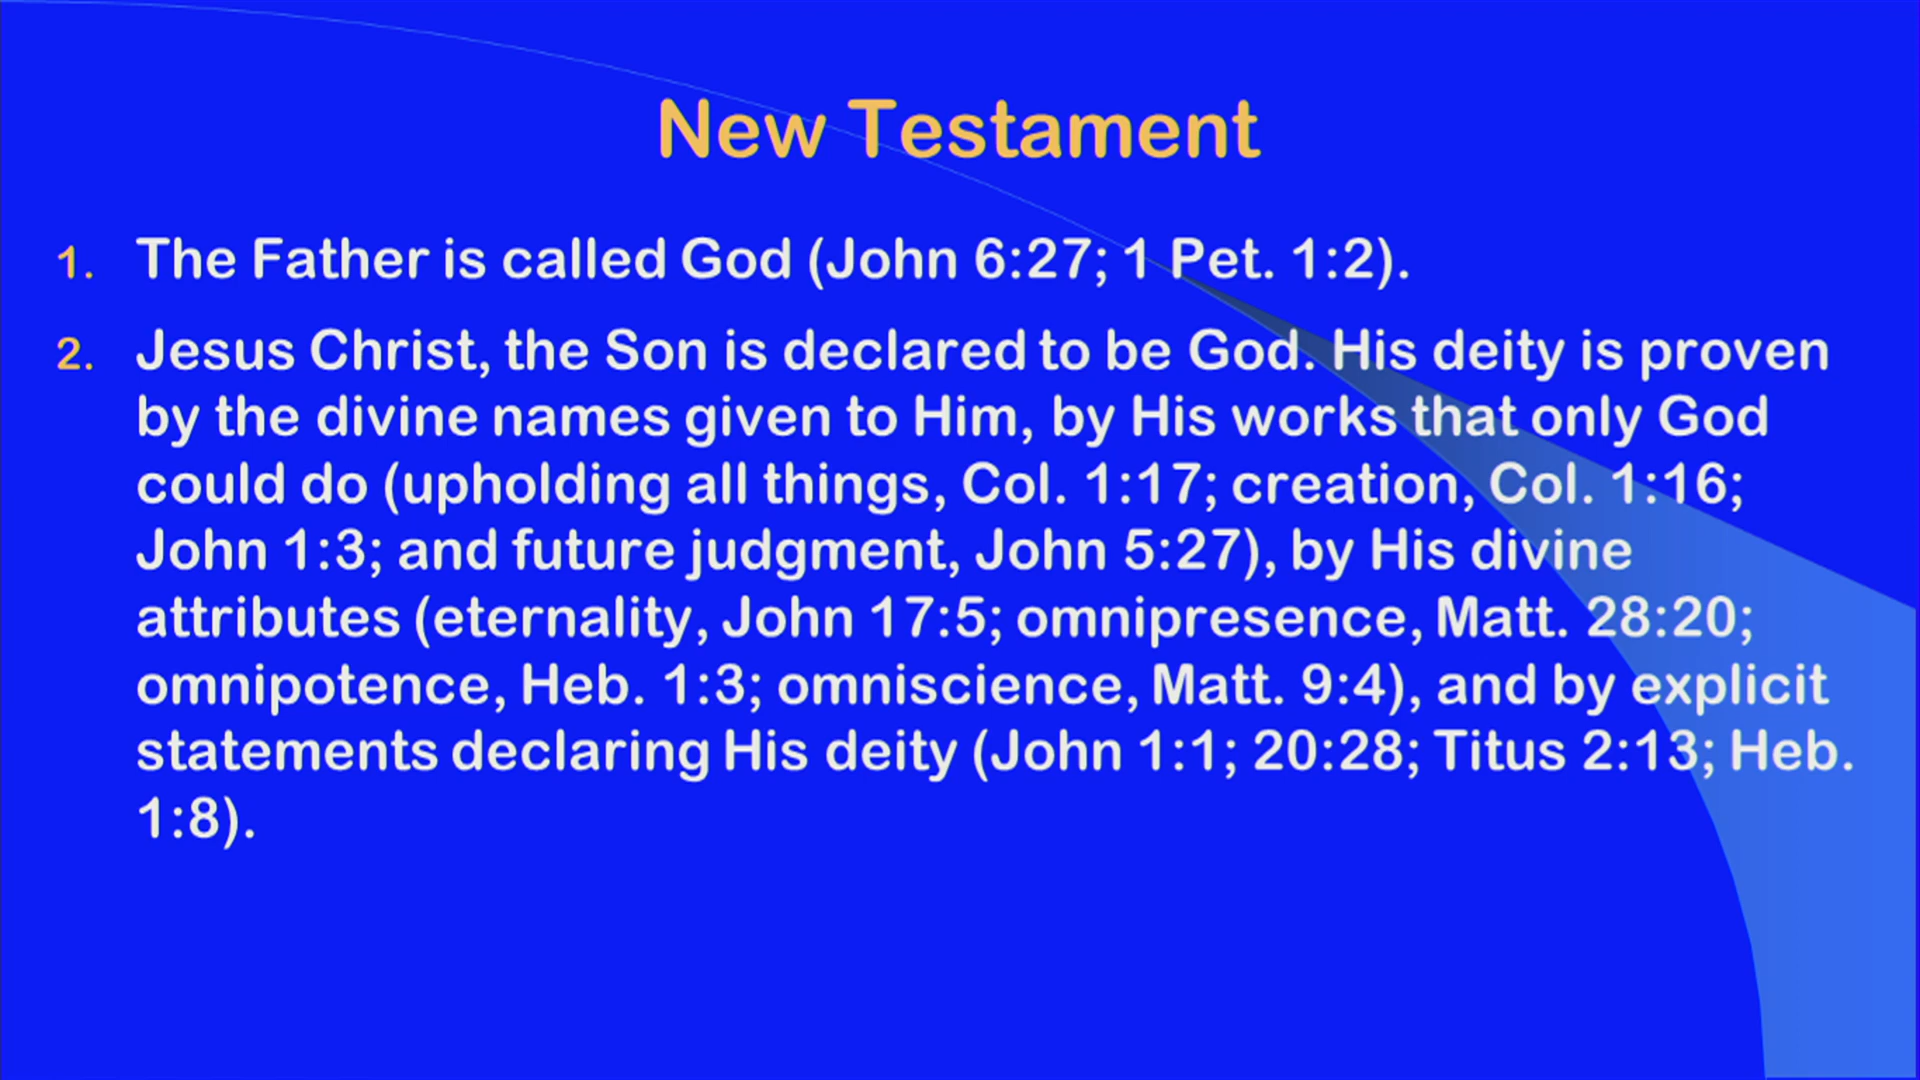 New Testament
1. The Father is called God (John 6:27; 1 Pet. 1:2).
2. Jesus Christ, the Son is declared to be God. His deity is proven
by the divine names given to Him, by His works that only God
could do (upholding all things, Col. 1:17; creation, Col. 1:16;
John 1:3; and future judgment, John 5:27), by His divine
attributes (eternality, John 17:5; omnipresence, Matt. 28:20;
omnipotence, Heb. 1:3; omniscience, Matt. 9:4), and by explicit
statements declaring His deity (John 1:1; 20:28; Titus 2:13; Heb.
1:8).